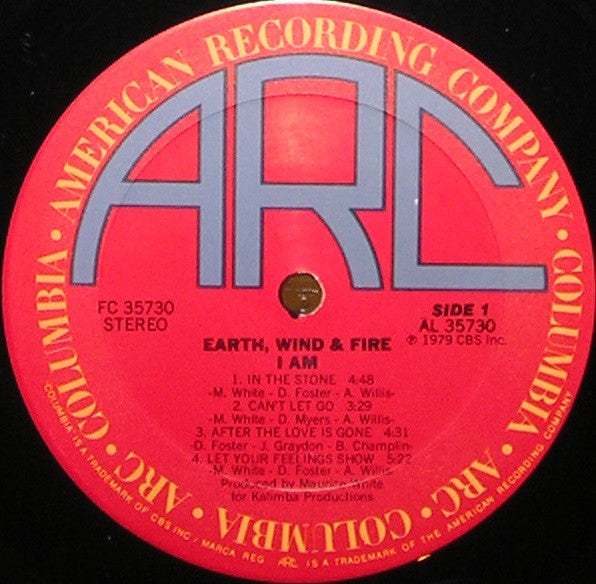 COLUMBIA • AMERICAN RECORDING COMPANY • COLUMBIA • ARC • COLUMBIA • ARC •
ARC
FC 35730
STEREO
SIDE 1
AL 35730
℗ 1979 CBS Inc.
EARTH, WIND & FIRE
I AM
1. IN THE STONE 4:48
-M. White- D. Foster- A. Willis-
2. CAN'T LET GO 3:29
-M. White - D. Myers - A. Willis-
3. AFTER THE LOVE IS GONE 4:31
-D. Foster - J. Graydon - B. Champlin-
4. LET YOUR FEELINGS SHOW 5:22
-M. White - D. Foster - A. Willis-
Produced by Maurice White
for Kalimba Productions
COLUMBIA IS A TRADEMARK OF CBS INC / MARCA REG ARC IS A TRADEMARK OF THE AMERICAN RECORDING COMPANY